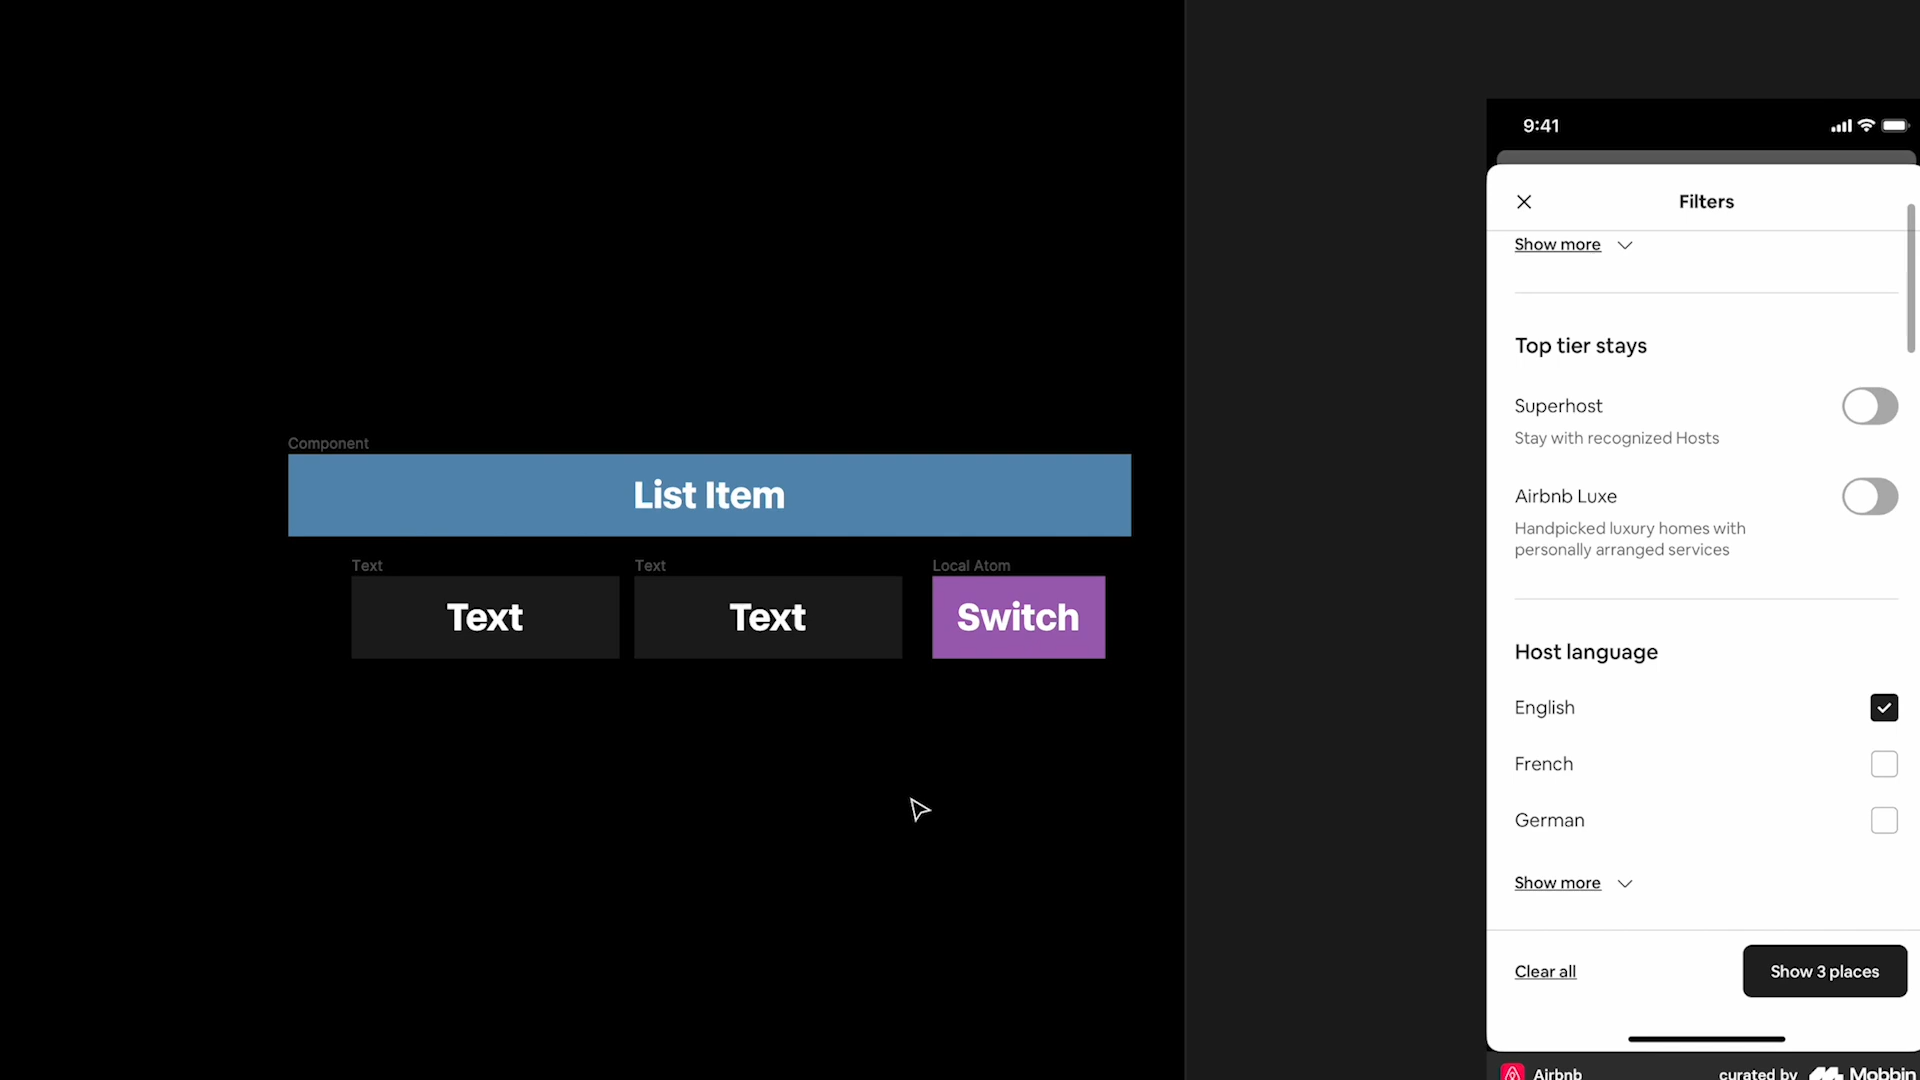 Component
List Item
Text
Text
Local Atom
Text
Text
Switch
9:41
Filters
Show more
Top tier stays
Superhost
Stay with recognized Hosts
Airbnb Luxe
Handpicked luxury homes with
personally arranged services
Host language
English
French
German
Show more
Clear all
Show 3 places
Airbnb
curated by
Mobbin